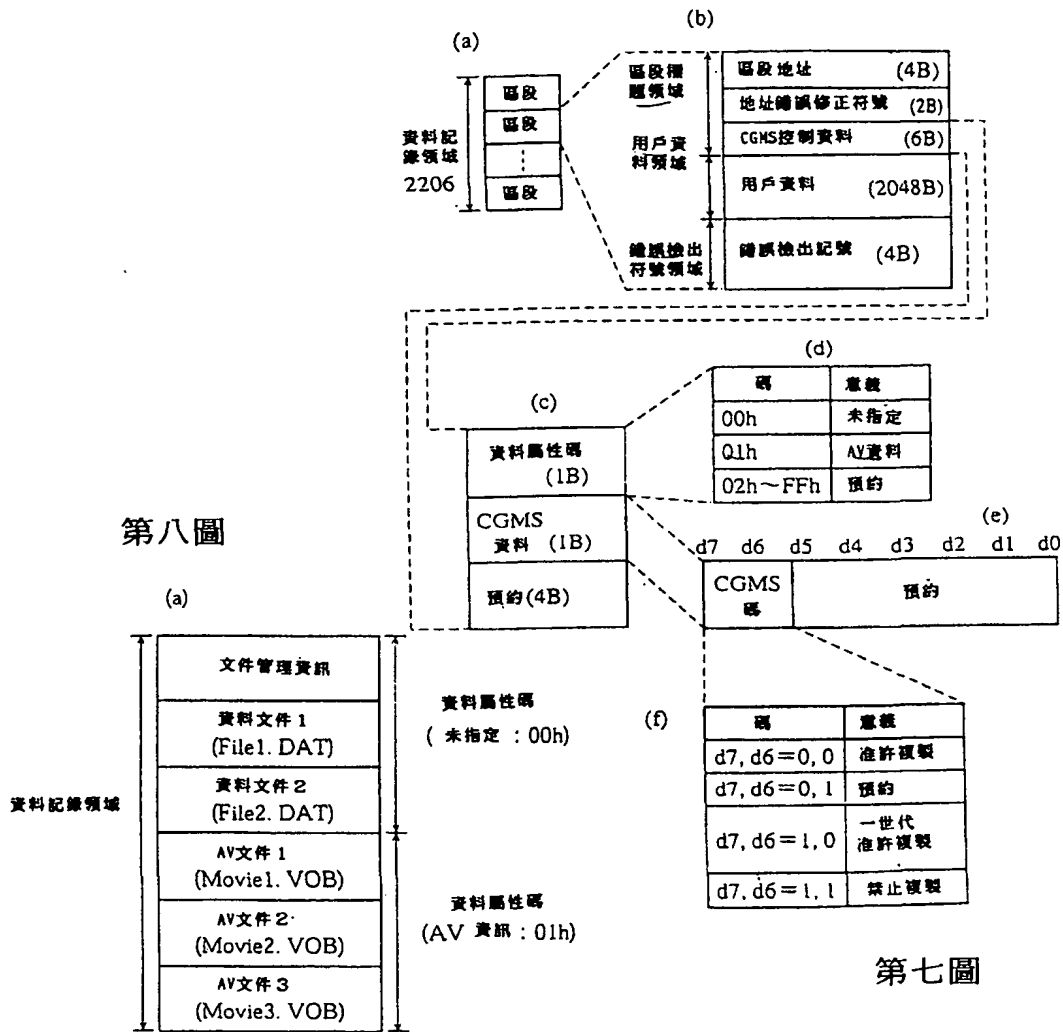 (a)
區段
區段
區段
資料記
錄領域
2206
(b)
區段標
題領域
用戶資
料領域
錯誤檢出
符號領域
區段地址 (4B)
地址錯誤修正符號 (2B)
CGMS控制資料 (6B)
用戶資料 (2048B)
錯誤檢出記號 (4B)
(c)
資料屬性碼
(1B)
CGMS
資料 (1B)
預約(4B)
(d)
碼 意義
00h 未指定
01h AV資料
02h～FFh 預約
(e)
d7 d6 d5 d4 d3 d2 d1 d0
CGMS
碼
預約
(f)
碼 意義
d7, d6＝0, 0 准許複製
d7, d6＝0, 1 預約
d7, d6＝1, 0 一世代
准許複製
d7, d6＝1, 1 禁止複製
第七圖
第八圖
(a)
資料記錄領域
文件管理資訊
資料文件1
(File1. DAT)
資料文件2
(File2. DAT)
AV文件1
(Movie1. VOB)
AV文件2
(Movie2. VOB)
AV文件3
(Movie3. VOB)
資料屬性碼
( 未指定 : 00h)
資料屬性碼
(AV 資訊 : 01h)